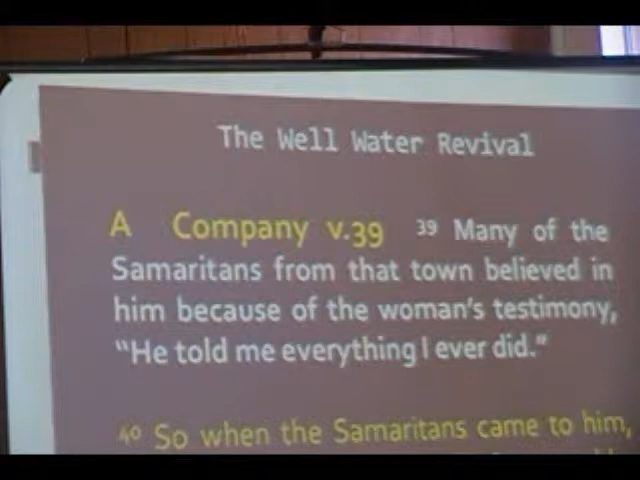 The Well Water Revival
A Company v.39 39 Many of the
Samaritans from that town believed in
him because of the woman's testimony,
"He told me everything I ever did."
40 So when the Samaritans came to him,